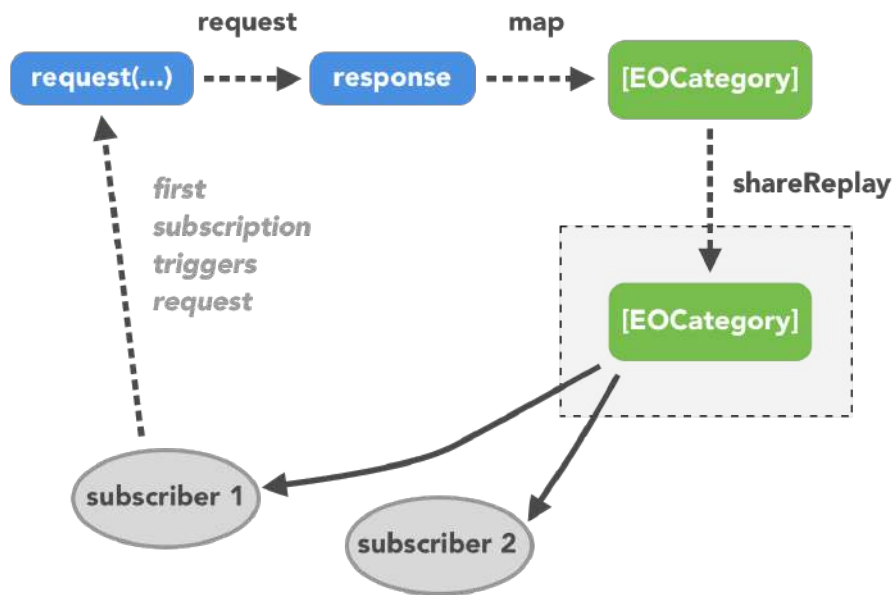 request
map
request(...)
response
[EOCategory]
first
subscription
triggers
request
shareReplay
[EOCategory]
subscriber 1
subscriber 2